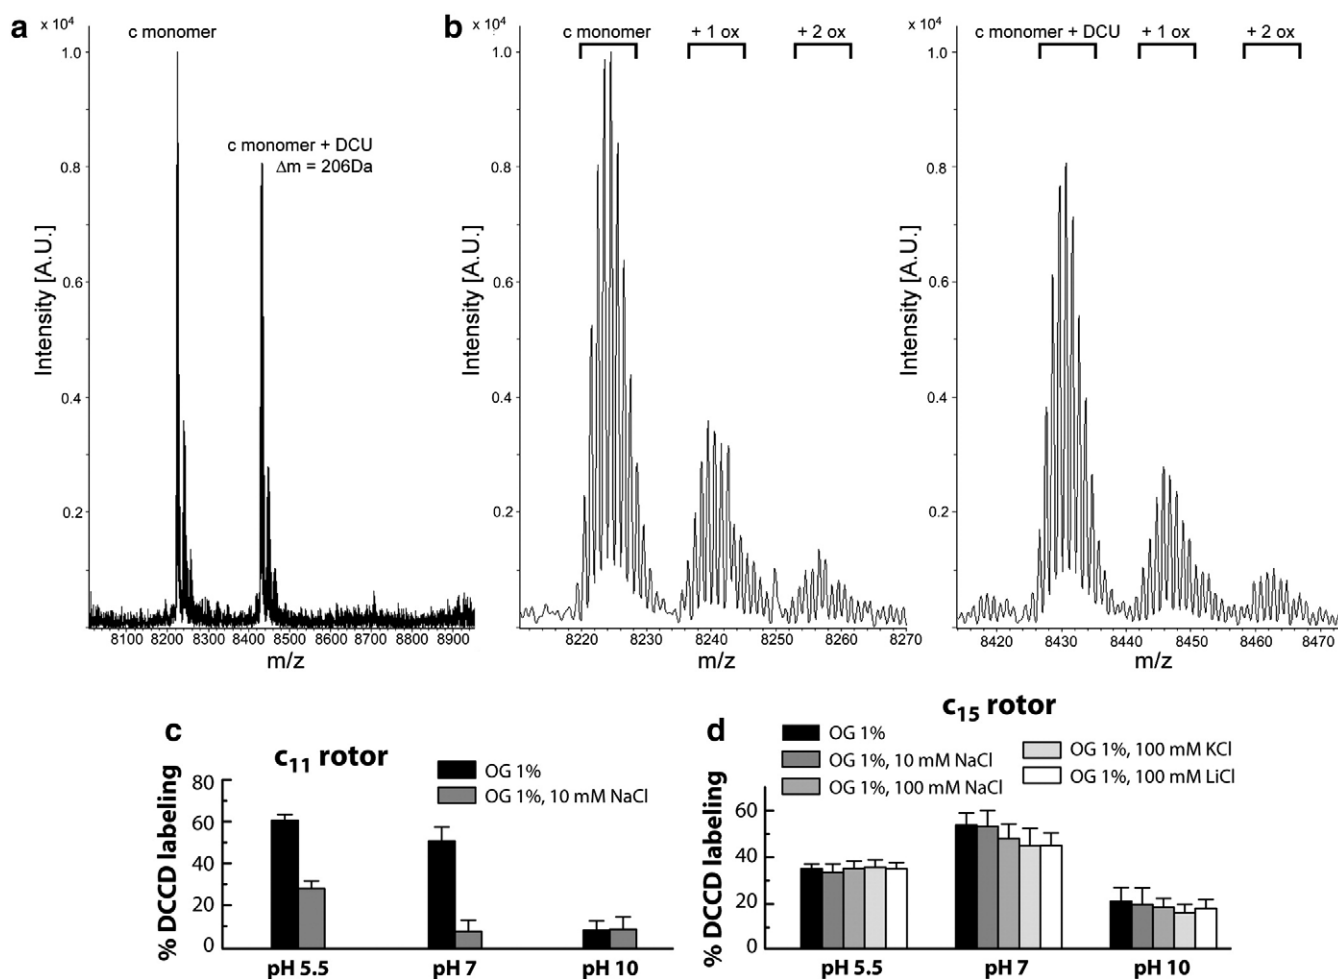 a
x 10⁴
c monomer
1.0
0.8
0.6
0.4
0.2
c monomer + DCU
Δm = 206Da
Intensity [A.U.]
8100 8200 8300 8400 8500 8600 8700 8800 8900
m/z
b
x 10⁴
c monomer
+ 1 ox
+ 2 ox
1.0
0.8
0.6
0.4
0.2
Intensity [A.U.]
8220 8230 8240 8250 8260 8270
m/z
x 10⁴
c monomer + DCU
+ 1 ox
+ 2 ox
1.0
0.8
0.6
0.4
0.2
Intensity [A.U.]
8420 8430 8440 8450 8460 8470
m/z
c
c₁₁ rotor
OG 1%
OG 1%, 10 mM NaCl
% DCCD labeling
80
60
40
20
0
pH 5.5 pH 7 pH 10
d
c₁₅ rotor
OG 1%
OG 1%, 10 mM NaCl
OG 1%, 100 mM NaCl
OG 1%, 100 mM KCl
OG 1%, 100 mM LiCl
% DCCD labeling
60
40
20
0
pH 5.5 pH 7 pH 10